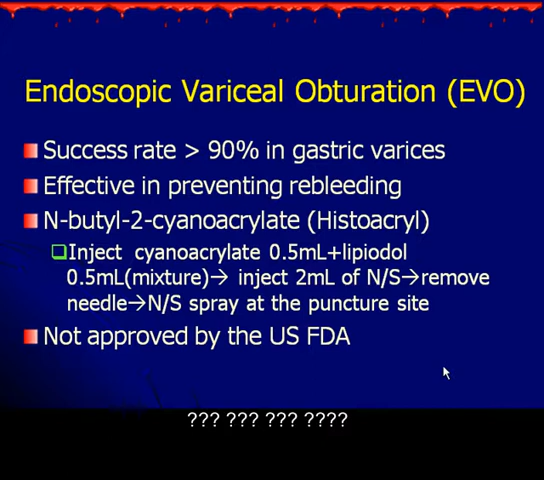 Endoscopic Variceal Obturation (EVO)
Success rate > 90% in gastric varices
Effective in preventing rebleeding
N-butyl-2-cyanoacrylate (Histoacryl)
Inject cyanoacrylate 0.5mL+lipiodol
0.5mL(mixture)→ inject 2mL of N/S→remove
needle→N/S spray at the puncture site
Not approved by the US FDA
??? ??? ??? ????